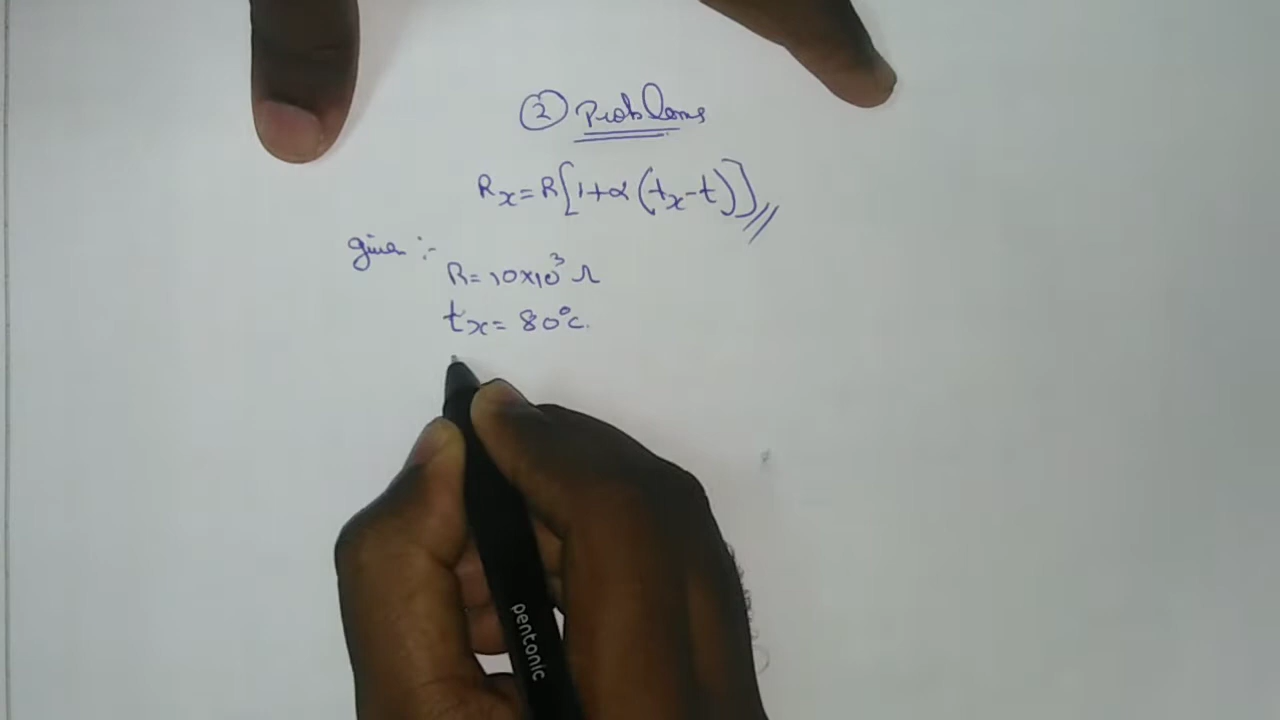 ② Problems
Rx=R[1+α(tx-t)]//
given :-
R=10×10³ Ω
tx= 80°c.
pentonic